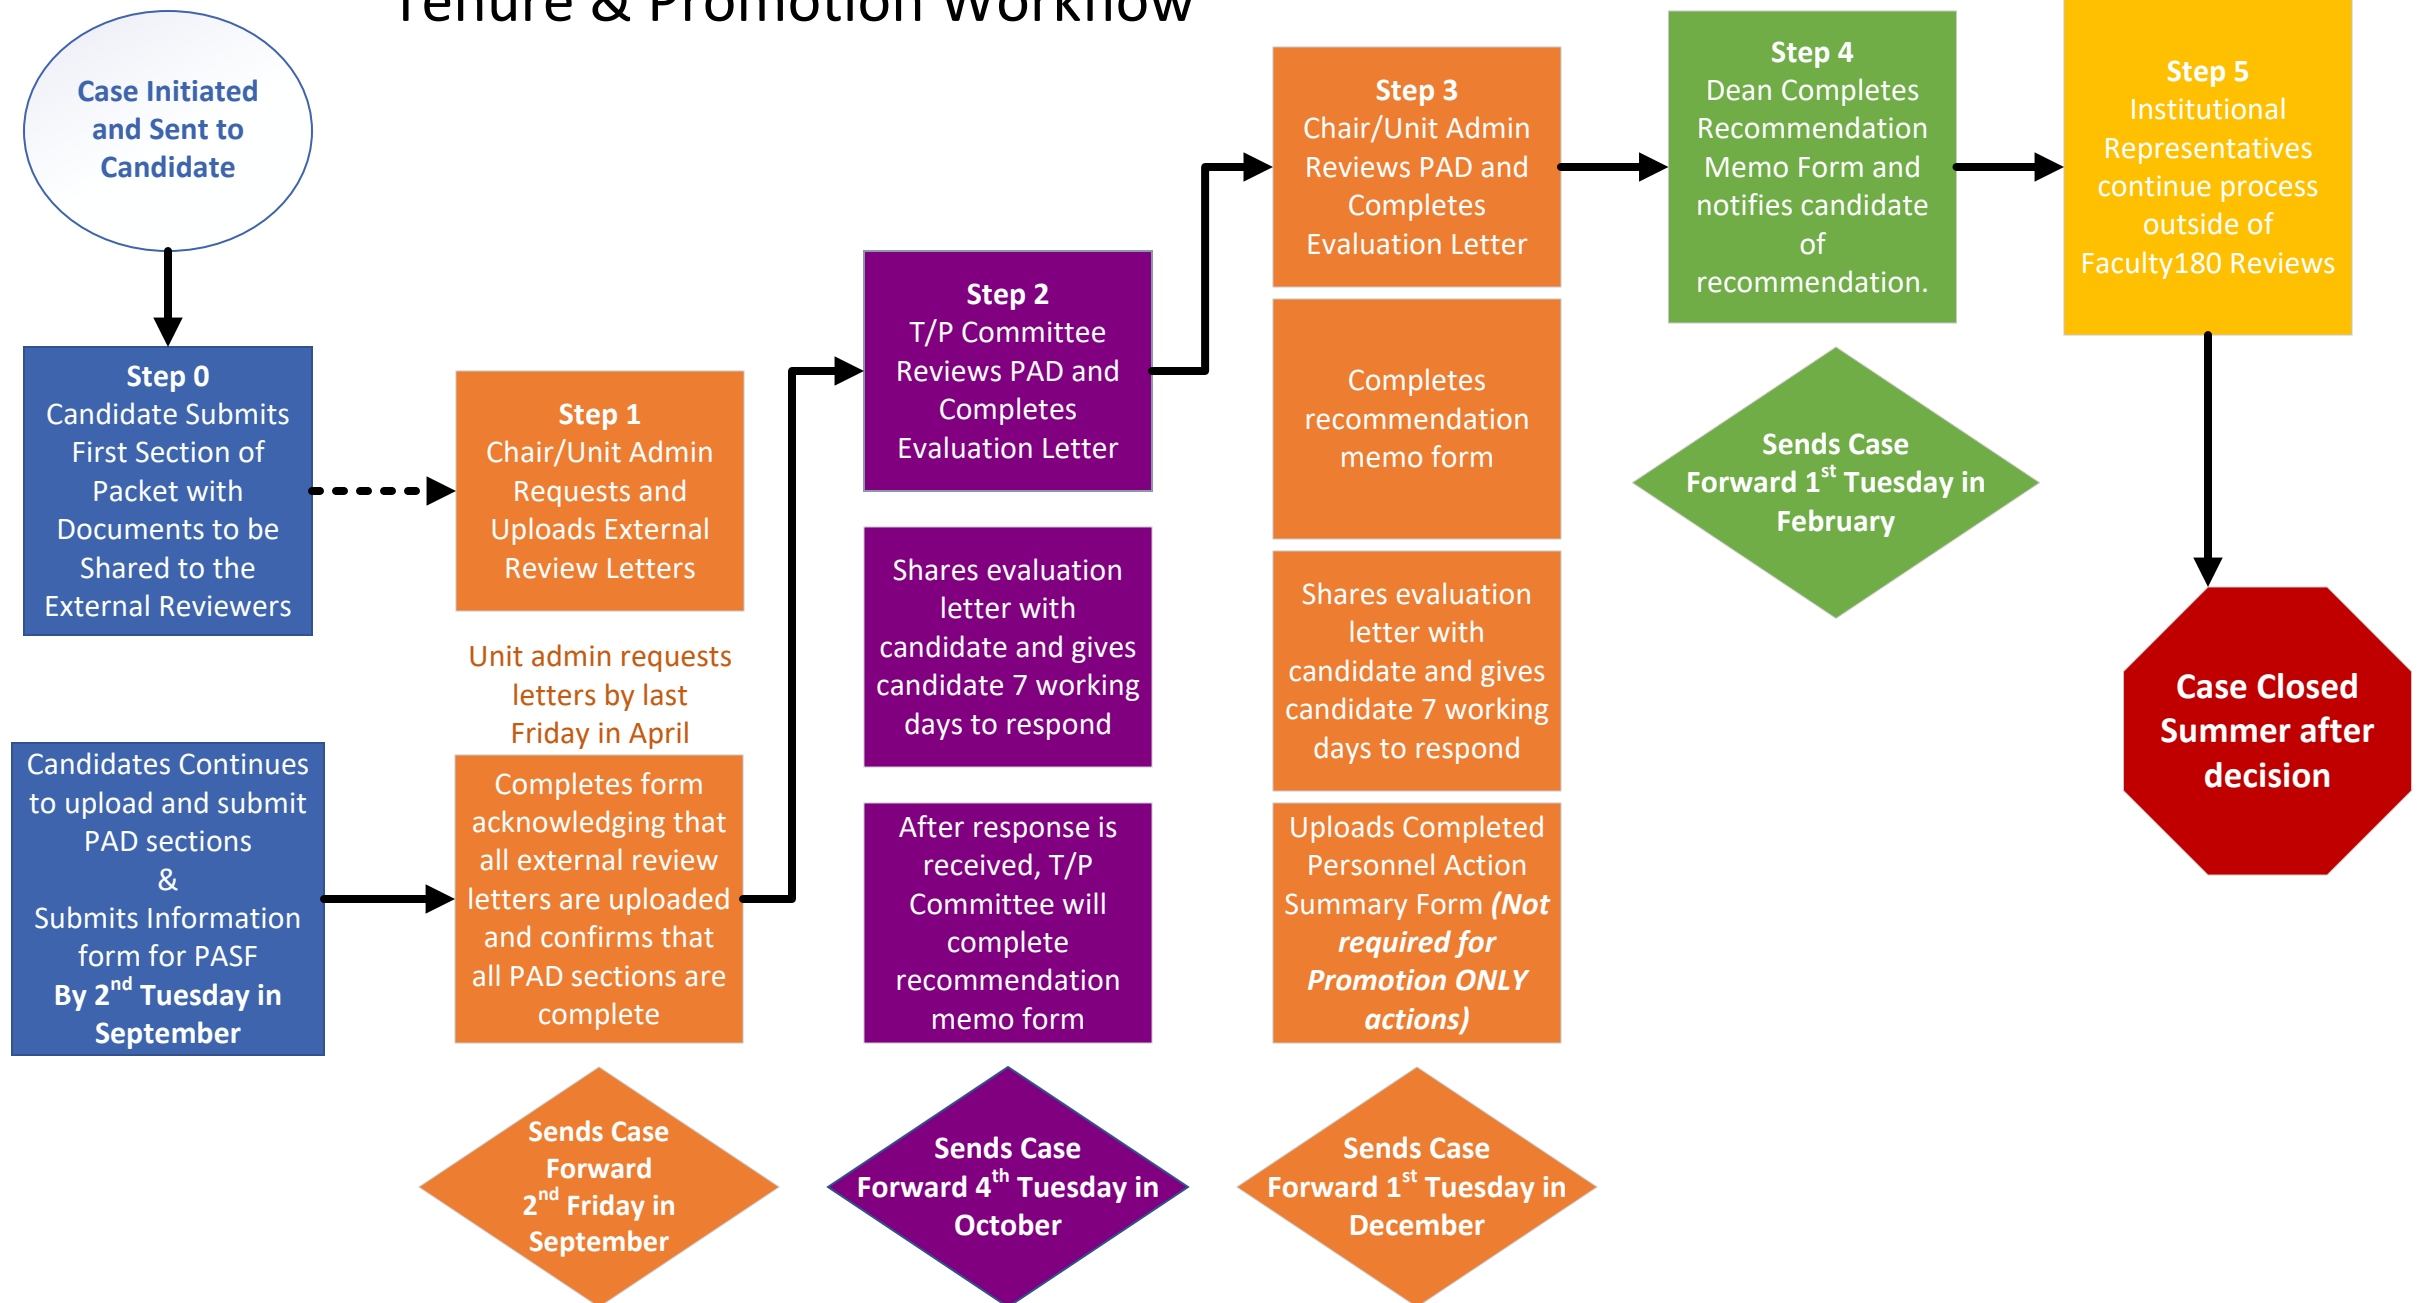 Tenure & Promotion Workflow
Case Initiated
and Sent to
Candidate
Step 0
Candidate Submits
First Section of
Packet with
Documents to be
Shared to the
External Reviewers
Candidates Continues
to upload and submit
PAD sections
&
Submits Information
form for PASF
By 2nd Tuesday in
September
Step 1
Chair/Unit Admin
Requests and
Uploads External
Review Letters
Unit admin requests
letters by last
Friday in April
Completes form
acknowledging that
all external review
letters are uploaded
and confirms that
all PAD sections are
complete
Sends Case
Forward
2nd Friday in
September
Step 2
T/P Committee
Reviews PAD and
Completes
Evaluation Letter
Shares evaluation
letter with
candidate and gives
candidate 7 working
days to respond
After response is
received, T/P
Committee will
complete
recommendation
memo form
Sends Case
Forward 4th Tuesday in
October
Step 3
Chair/Unit Admin
Reviews PAD and
Completes
Evaluation Letter
Completes
recommendation
memo form
Shares evaluation
letter with
candidate and gives
candidate 7 working
days to respond
Uploads Completed
Personnel Action
Summary Form (Not
required for
Promotion ONLY
actions)
Sends Case
Forward 1st Tuesday in
December
Step 4
Dean Completes
Recommendation
Memo Form and
notifies candidate
of
recommendation.
Sends Case
Forward 1st Tuesday in
February
Step 5
Institutional
Representatives
continue process
outside of
Faculty180 Reviews
Case Closed
Summer after
decision